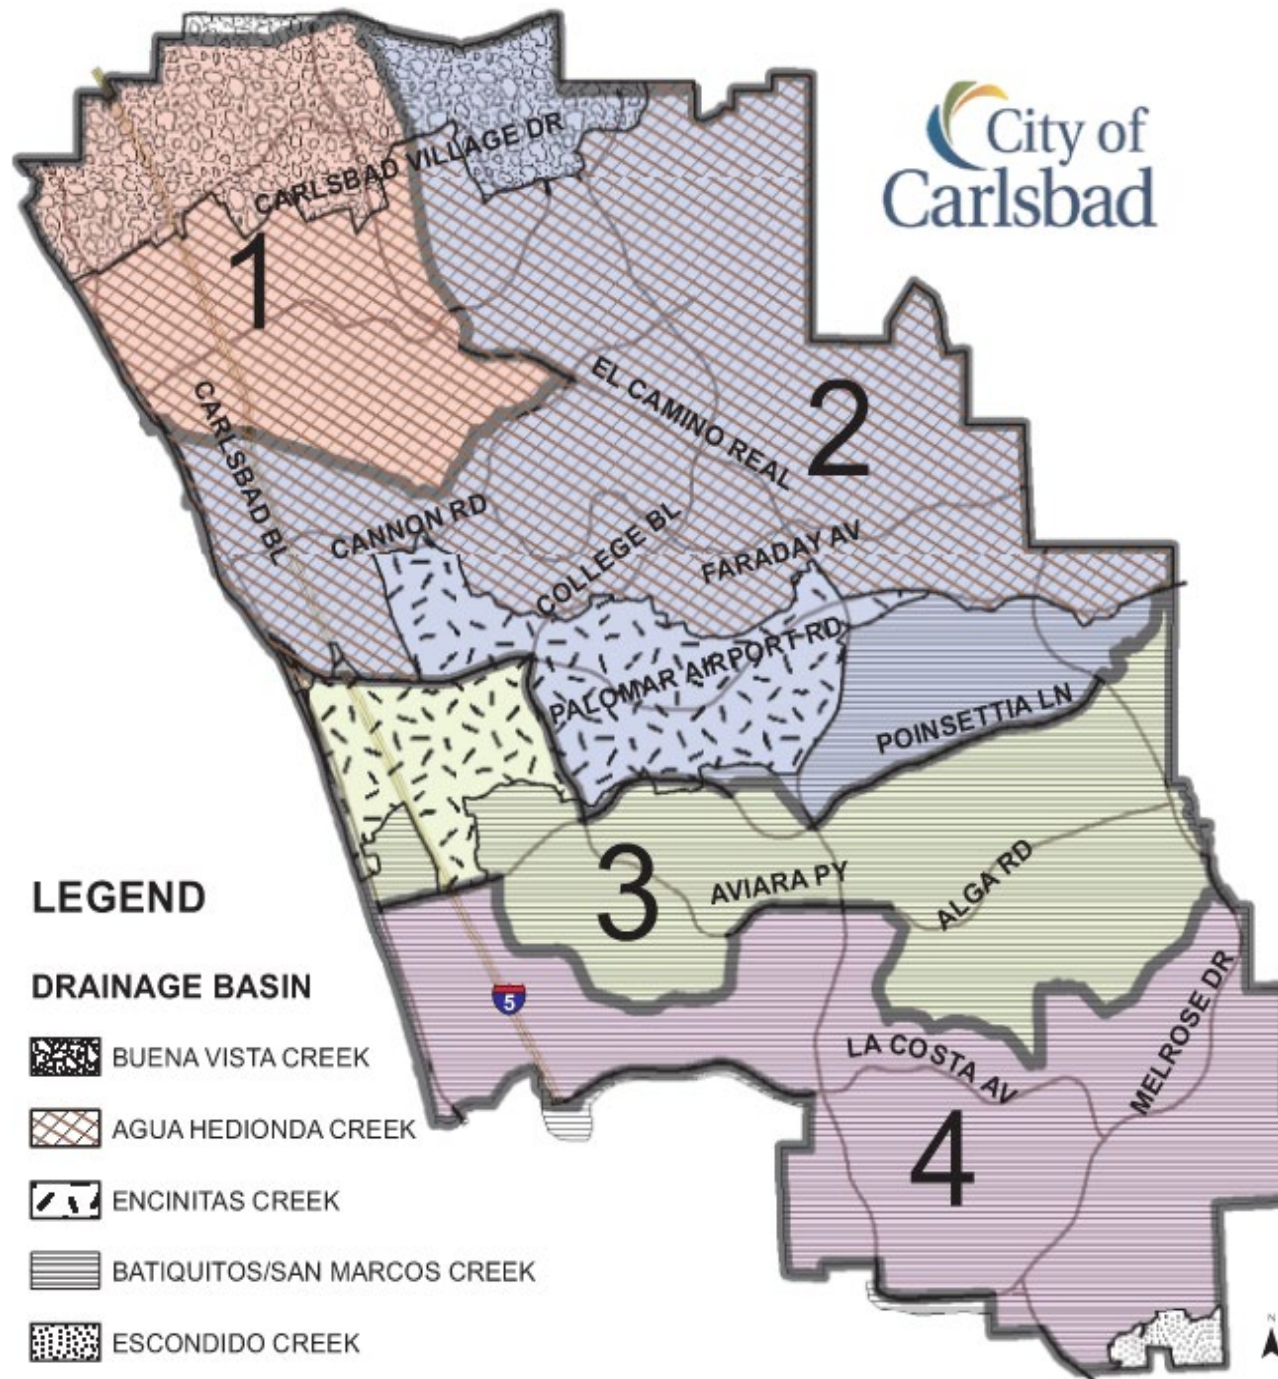 City of
Carlsbad
CARLSBAD VILLAGE DR
1
EL CAMINO REAL
2
CARLSBAD BL
CANNON RD
COLLEGE BL
FARADAY AV
PALOMAR AIRPORT RD
POINSETTIA LN
3
AVIARA PY
ALGA RD
5
MELROSE DR
LA COSTA AV
4
LEGEND
DRAINAGE BASIN
BUENA VISTA CREEK
AGUA HEDIONDA CREEK
ENCINITAS CREEK
BATIQUITOS/SAN MARCOS CREEK
ESCONDIDO CREEK
N